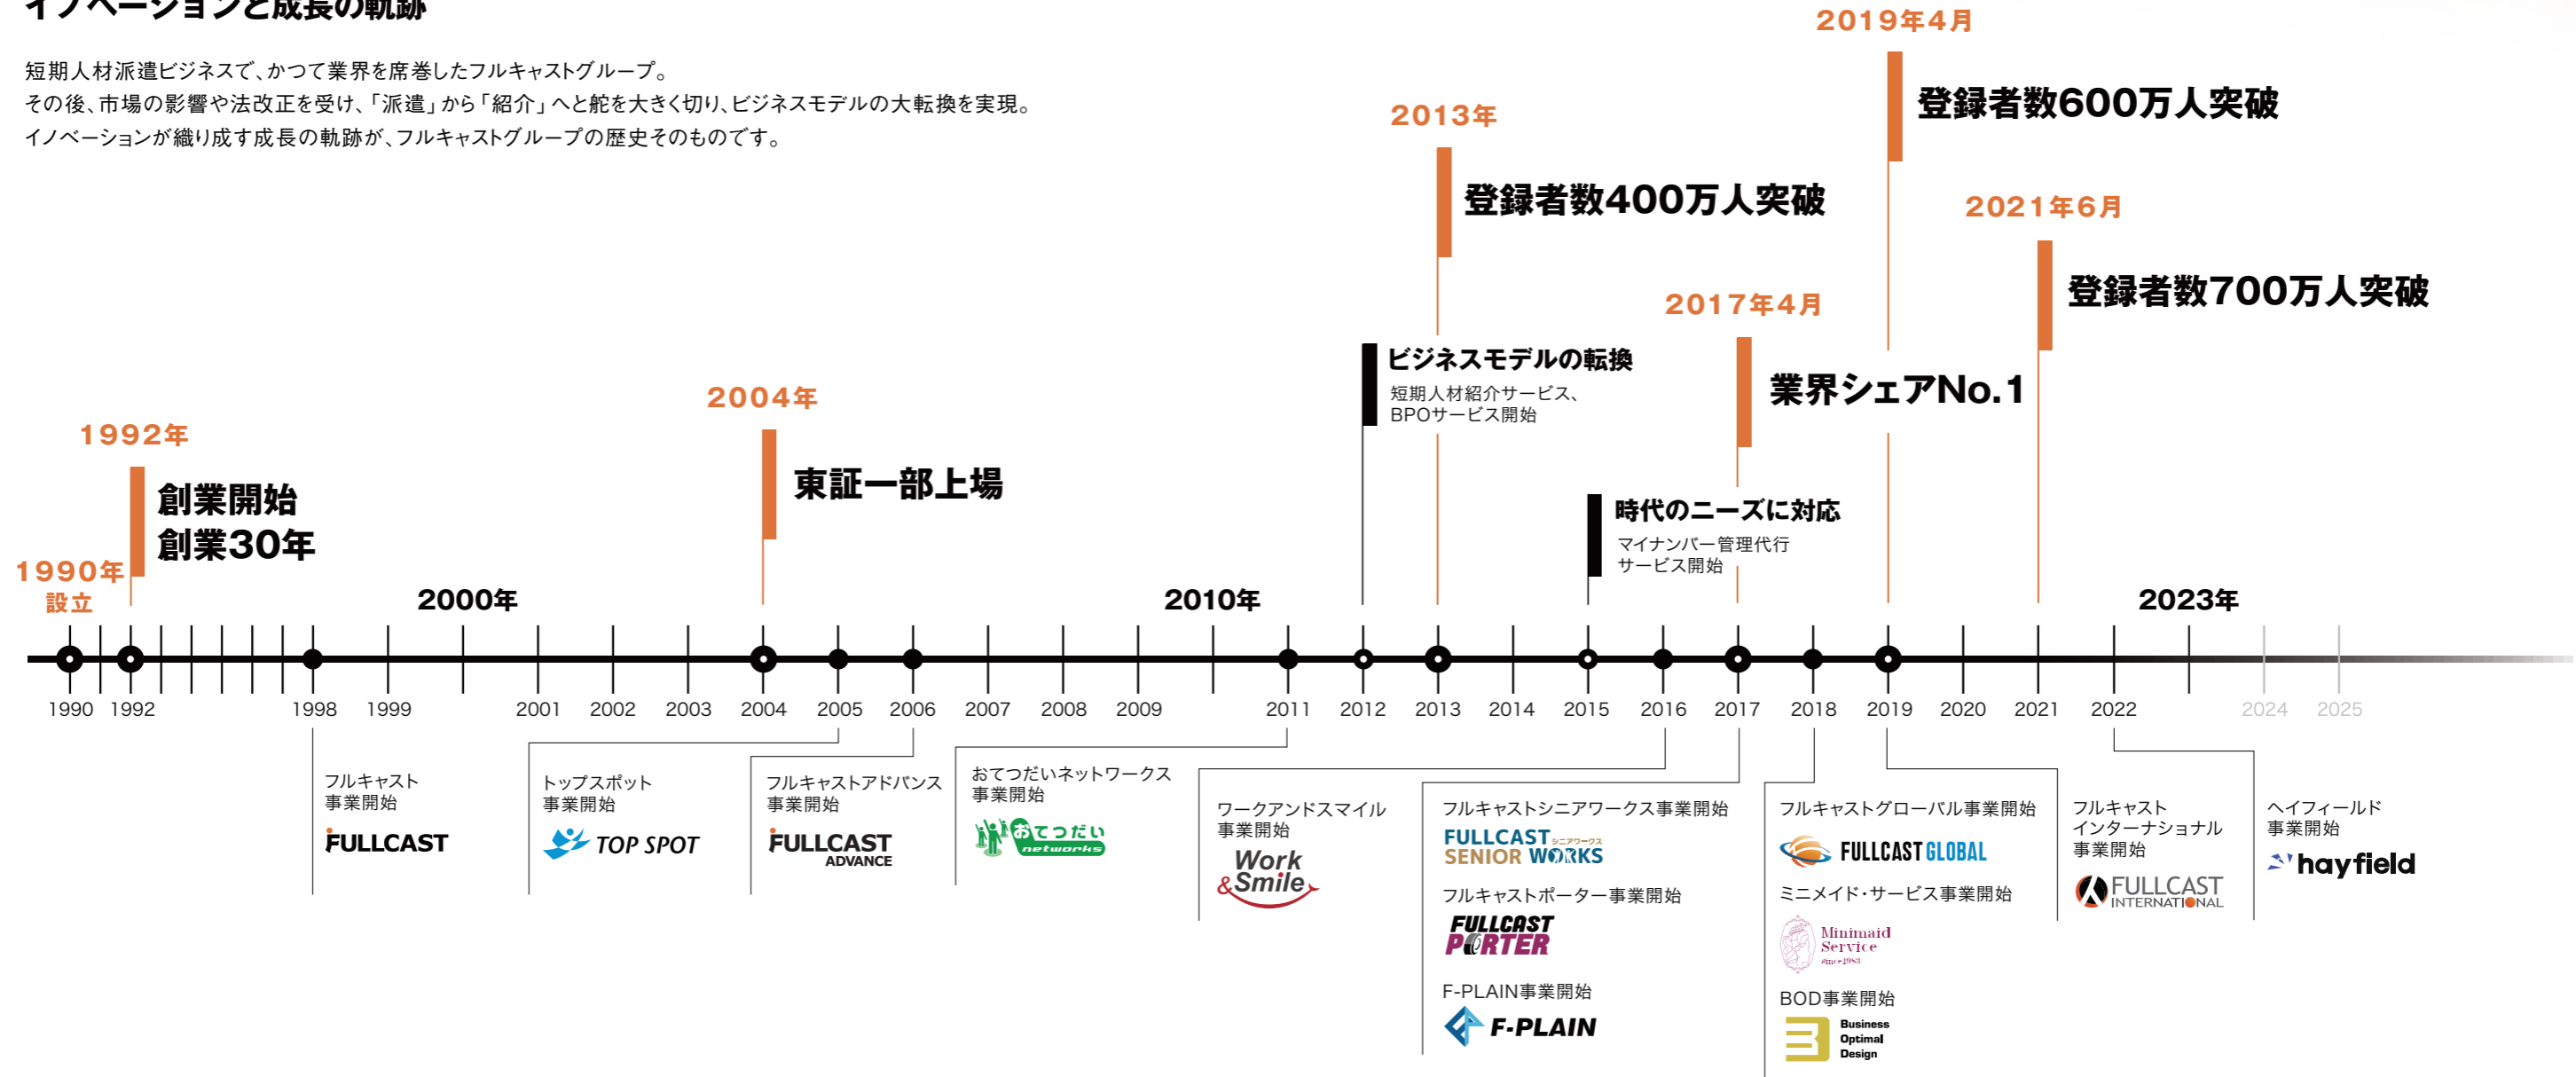 イノベーションと成長の軌跡
短期人材派遣ビジネスで、かつて業界を席巻したフルキャストグループ。
その後、市場の影響や法改正を受け、「派遣」から「紹介」へと舵を大きく切り、ビジネスモデルの大転換を実現。
イノベーションが織り成す成長の軌跡が、フルキャストグループの歴史そのものです。
1990年
設立
1992年
創業開始
創業30年
2004年
東証一部上場
ビジネスモデルの転換
短期人材紹介サービス、
BPOサービス開始
2013年
登録者数400万人突破
時代のニーズに対応
マイナンバー管理代行
サービス開始
2017年4月
業界シェアNo.1
2019年4月
登録者数600万人突破
2021年6月
登録者数700万人突破
2000年
2010年
2023年
1990 1992 1998 1999 2001 2002 2003 2004 2005 2006 2007 2008 2009 2011 2012 2013 2014 2015 2016 2017 2018 2019 2020 2021 2022 2024 2025
フルキャスト
事業開始
FULLCAST
トップスポット
事業開始
TOP SPOT
フルキャストアドバンス
事業開始
FULLCAST
ADVANCE
おてつだいネットワークス
事業開始
おてつだい
networks
ワークアンドスマイル
事業開始
Work
&Smile
フルキャストシニアワークス事業開始
FULLCAST シニアワークス
SENIOR WORKS
フルキャストポーター事業開始
FULLCAST
PORTER
F-PLAIN事業開始
F-PLAIN
フルキャストグローバル事業開始
FULLCAST GLOBAL
ミニメイド・サービス事業開始
Minimaid
Service
since1983
BOD事業開始
Business
Optimal
Design
フルキャスト
インターナショナル
事業開始
FULLCAST
INTERNATIONAL
ヘイフィールド
事業開始
hayfield